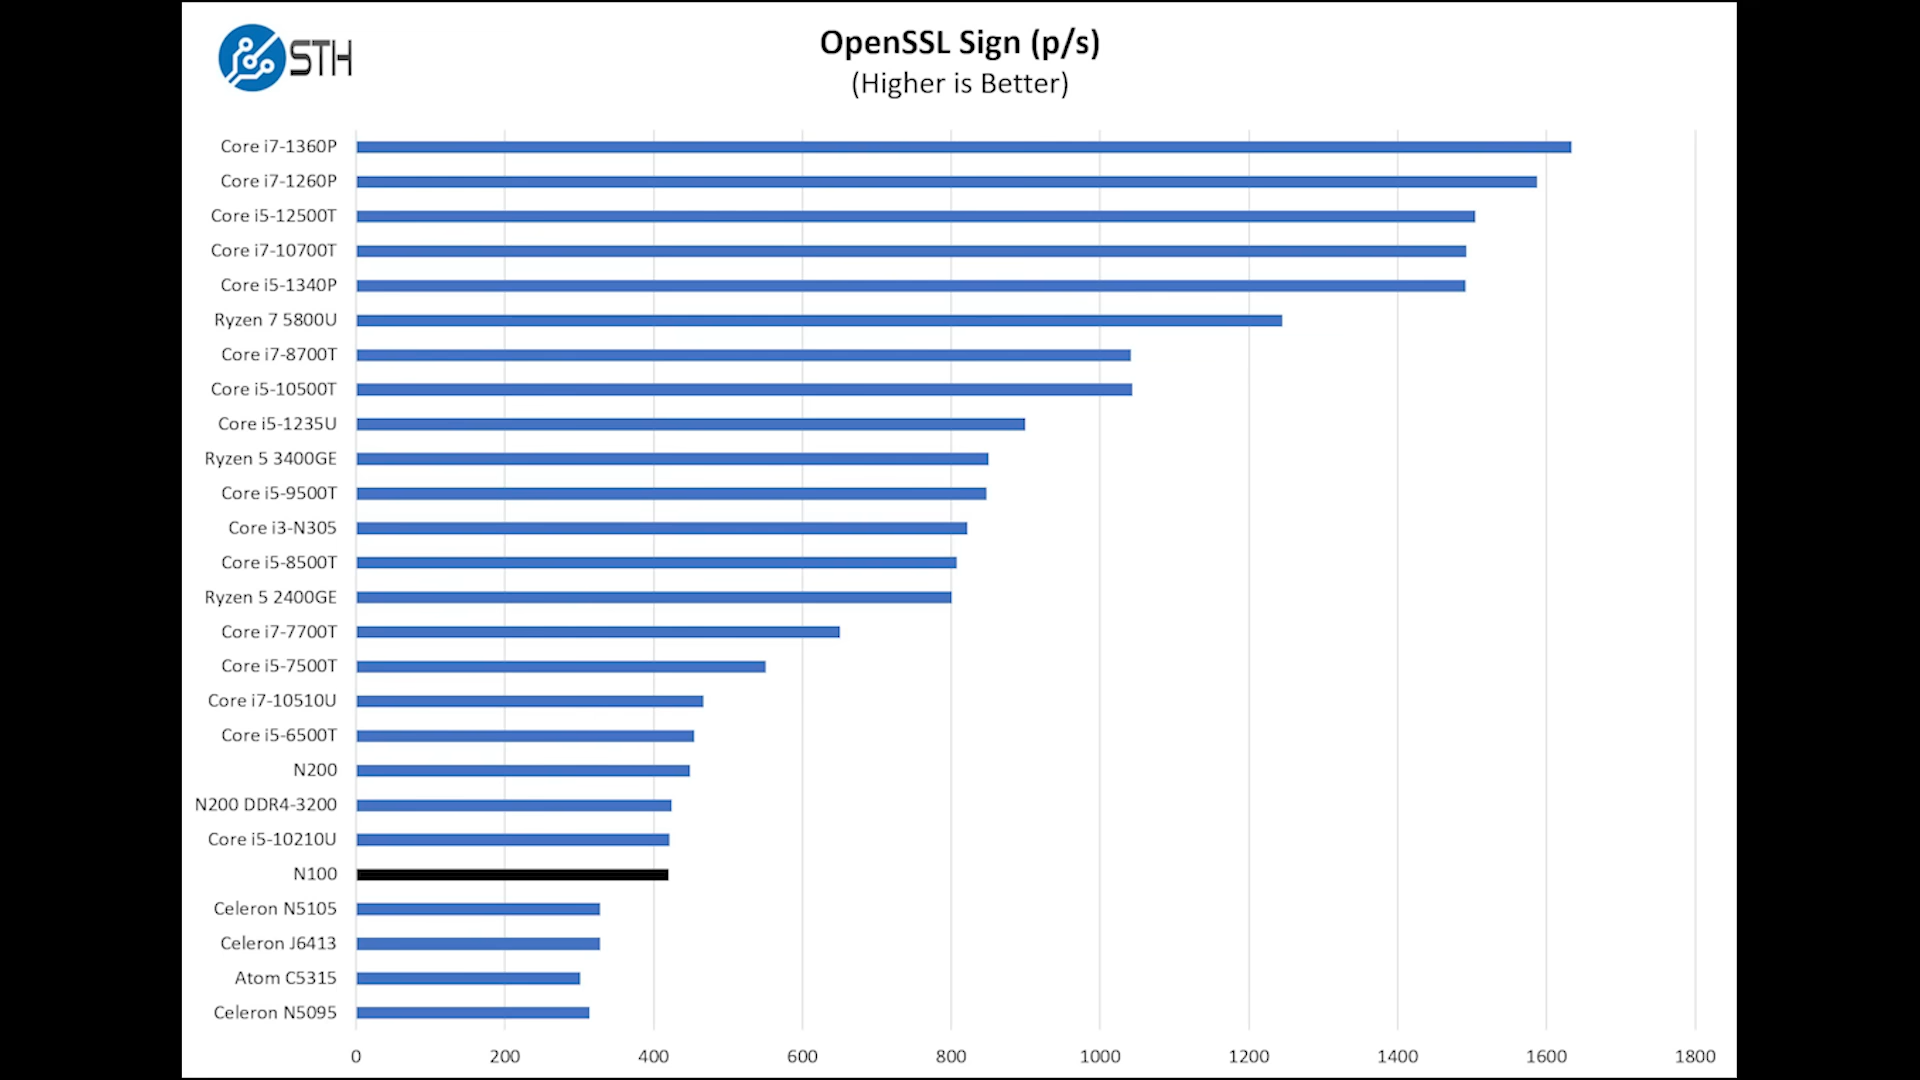 STH
OpenSSL Sign (p/s)
(Higher is Better)
Core i7-1360P
Core i7-1260P
Core i5-12500T
Core i7-10700T
Core i5-1340P
Ryzen 7 5800U
Core i7-8700T
Core i5-10500T
Core i5-1235U
Ryzen 5 3400GE
Core i5-9500T
Core i3-N305
Core i5-8500T
Ryzen 5 2400GE
Core i7-7700T
Core i5-7500T
Core i7-10510U
Core i5-6500T
N200
N200 DDR4-3200
Core i5-10210U
N100
Celeron N5105
Celeron J6413
Atom C5315
Celeron N5095
0 200 400 600 800 1000 1200 1400 1600 1800